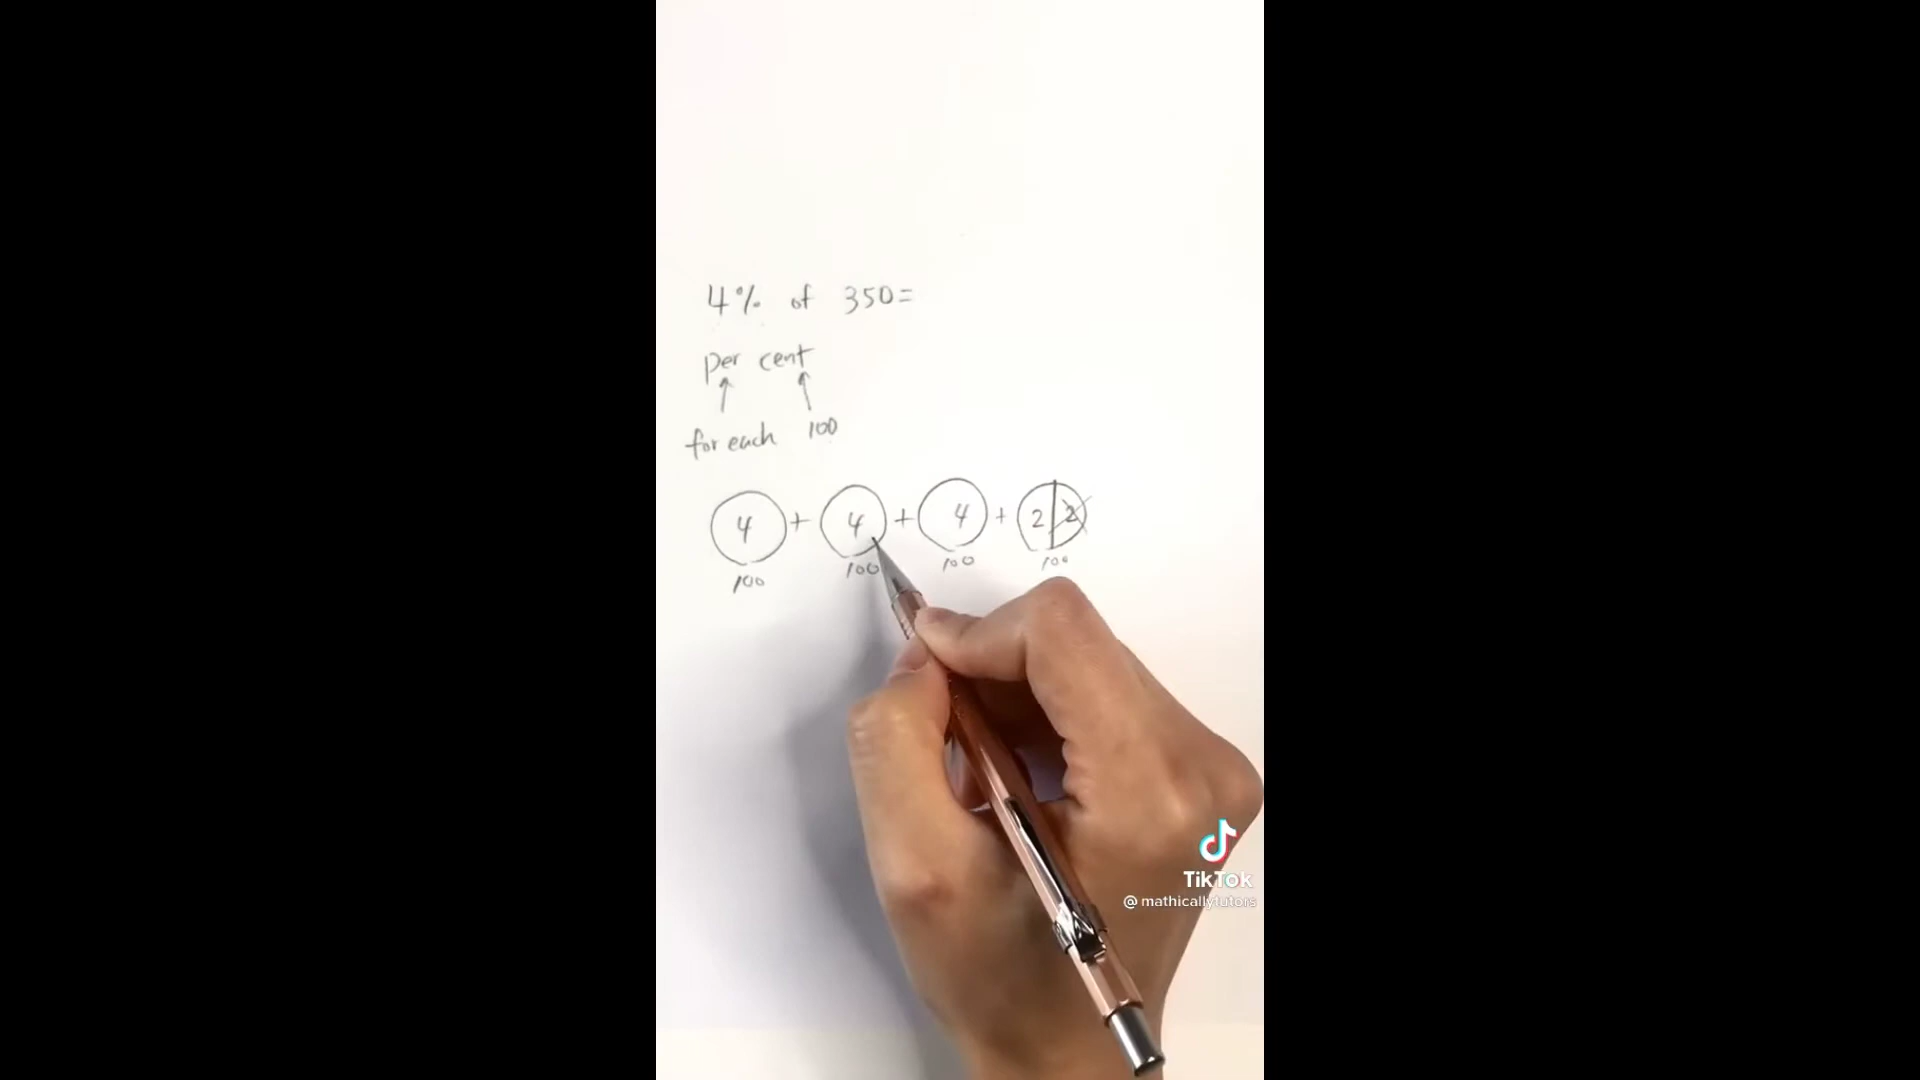 4% of 350=
per cent
for each 100
4 + 4 + 4 + 2 2
100 100 100 100
TikTok
@mathicallytutors